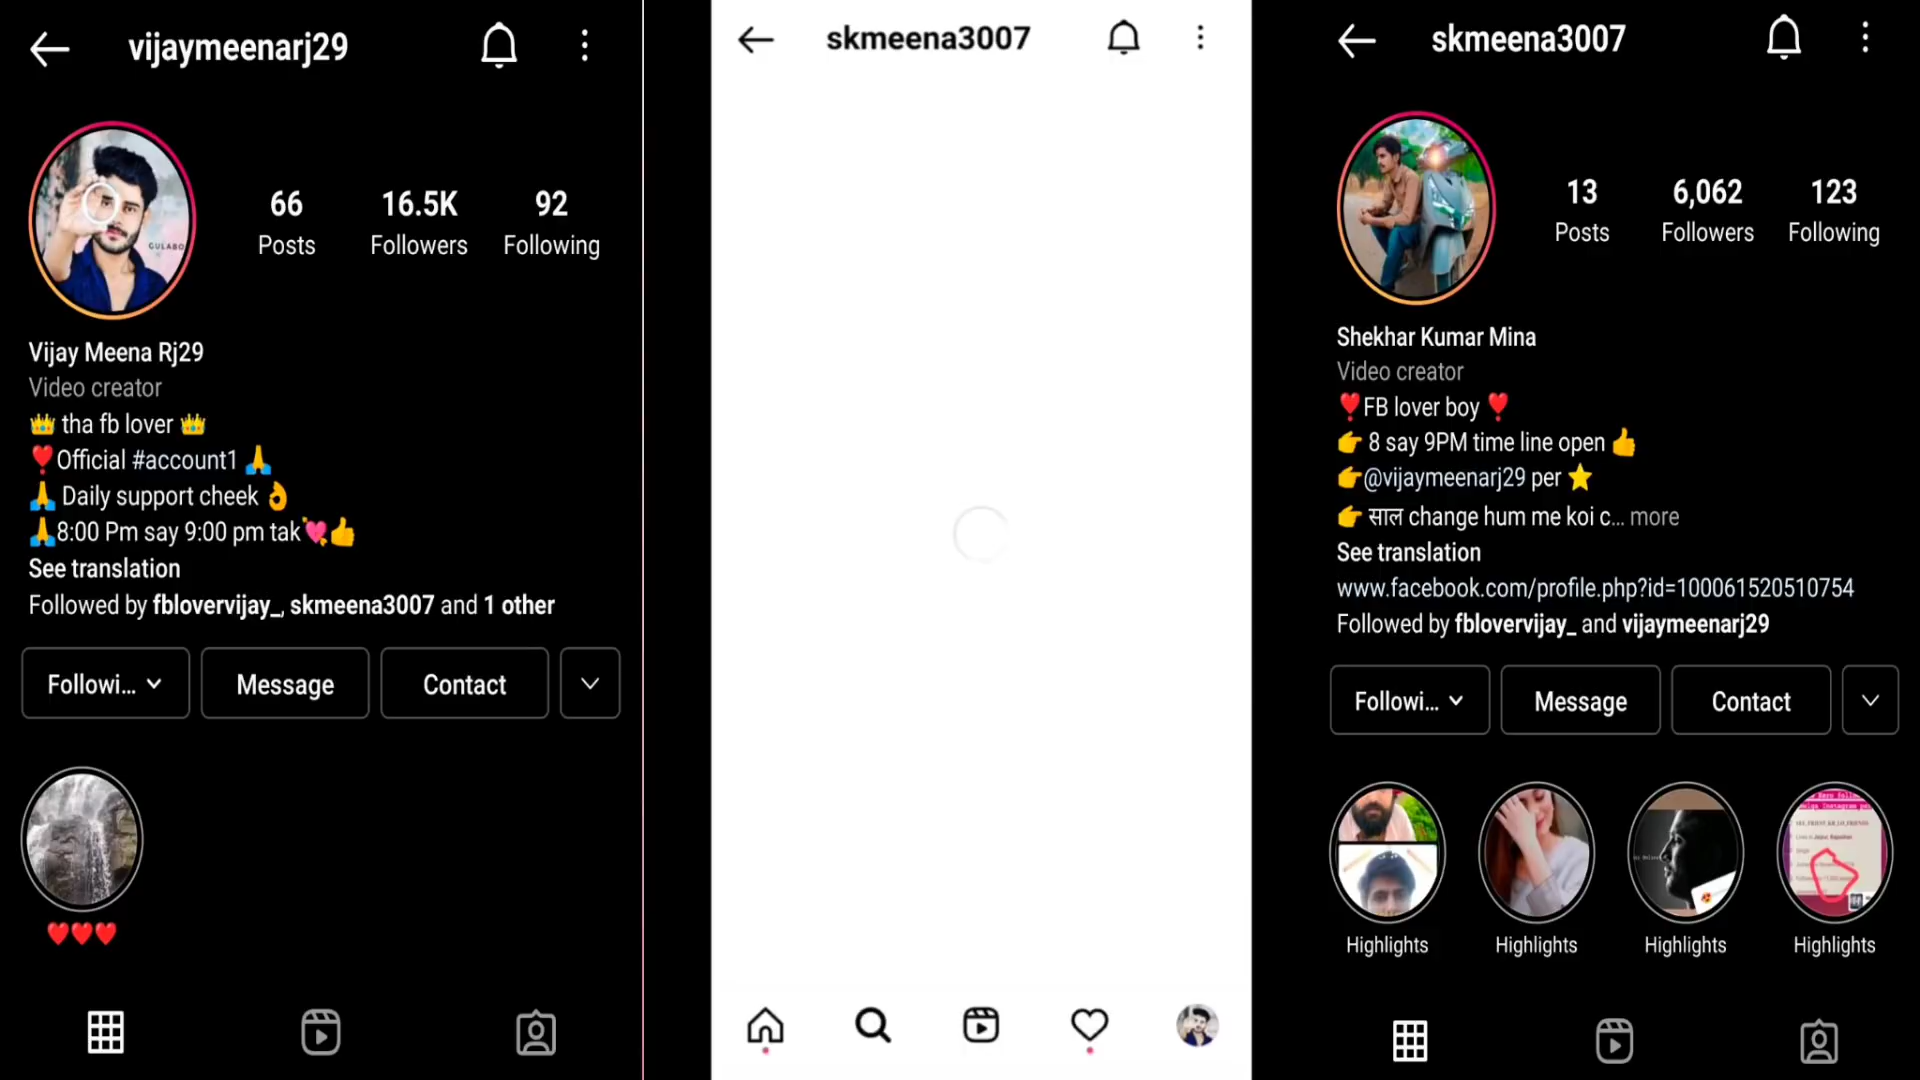 vijaymeenarj29
GULABO
66
Posts
16.5K
Followers
92
Following
Vijay Meena Rj29
Video creator
👑 tha fb lover 👑
❣️Official #account1 🙏
🙏 Daily support cheek 👌
🙏8:00 Pm say 9:00 pm tak💘👍
See translation
Followed by fblovervijay_, skmeena3007 and 1 other
Followi...
Message
Contact
❤️❤️❤️
skmeena3007
skmeena3007
13
Posts
6,062
Followers
123
Following
Shekhar Kumar Mina
Video creator
❣️FB lover boy ❣️
👉 8 say 9PM time line open 👍
👉@vijaymeenarj29 per ⭐
👉 साल change hum me koi c... more
See translation
www.facebook.com/profile.php?id=100061520510754
Followed by fblovervijay_ and vijaymeenarj29
Followi...
Message
Contact
Highlights
Highlights
Highlights
Highlights